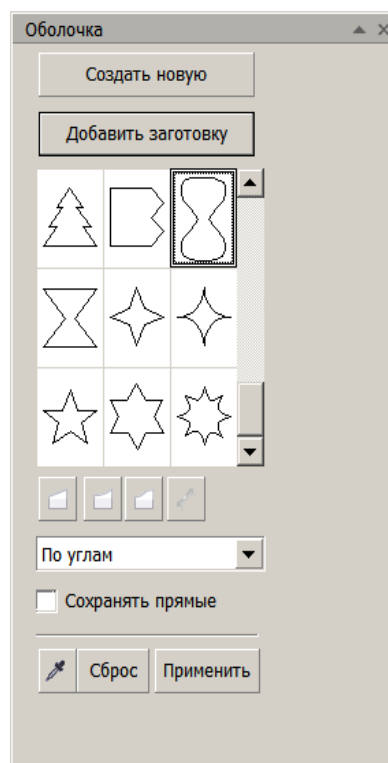 Оболочка
Создать новую
Добавить заготовку
По углам
Сохранять прямые
Сброс Применить